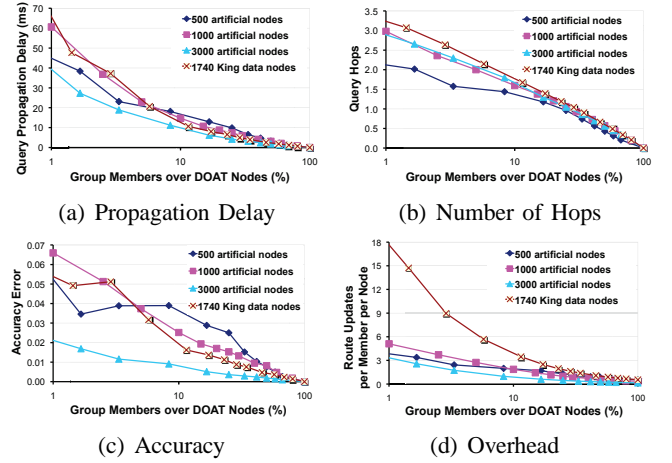 Query Propagation Delay (ms)
70
60
50
40
30
20
10
0
1
10
100
500 artificial nodes
1000 artificial nodes
3000 artificial nodes
1740 King data nodes
Group Members over DOAT Nodes (%)
(a) Propagation Delay
Query Hops
3.5
3.0
2.5
2.0
1.5
1.0
0.5
0.0
1
10
100
500 artificial nodes
1000 artificial nodes
3000 artificial nodes
1740 King data nodes
Group Members over DOAT Nodes (%)
(b) Number of Hops
Accuracy Error
0.07
0.06
0.05
0.04
0.03
0.02
0.01
0.00
1
10
100
500 artificial nodes
1000 artificial nodes
3000 artificial nodes
1740 King data nodes
Group Members over DOAT Nodes (%)
(c) Accuracy
Route Updates
per Member per Node
18
15
12
9
6
3
0
1
10
100
500 artificial nodes
1000 artificial nodes
3000 artificial nodes
1740 King data nodes
Group Members over DOAT Nodes (%)
(d) Overhead